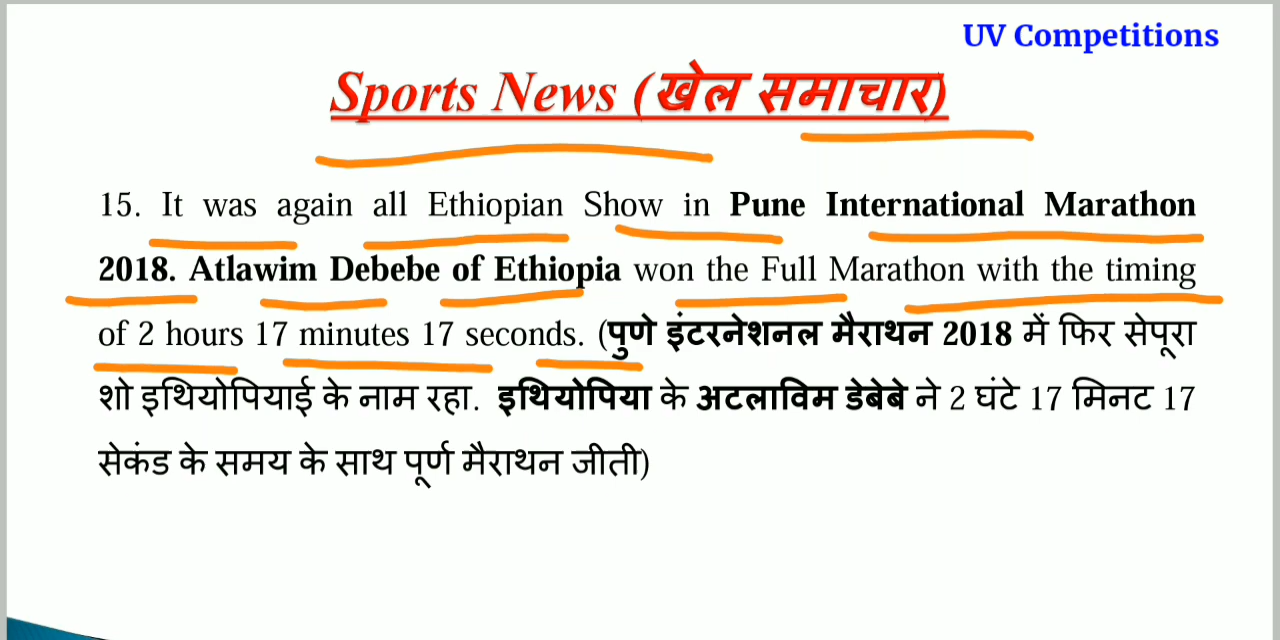 UV Competitions
Sports News (खेल समाचार)
15. It was again all Ethiopian Show in Pune International Marathon
2018. Atlawim Debebe of Ethiopia won the Full Marathon with the timing
of 2 hours 17 minutes 17 seconds. (पुणे इंटरनेशनल मैराथन 2018 में फिर सेपूरा
शो इथियोपियाई के नाम रहा. इथियोपिया के अटलाविम डेबेबे ने 2 घंटे 17 मिनट 17
सेकंड के समय के साथ पूर्ण मैराथन जीती)